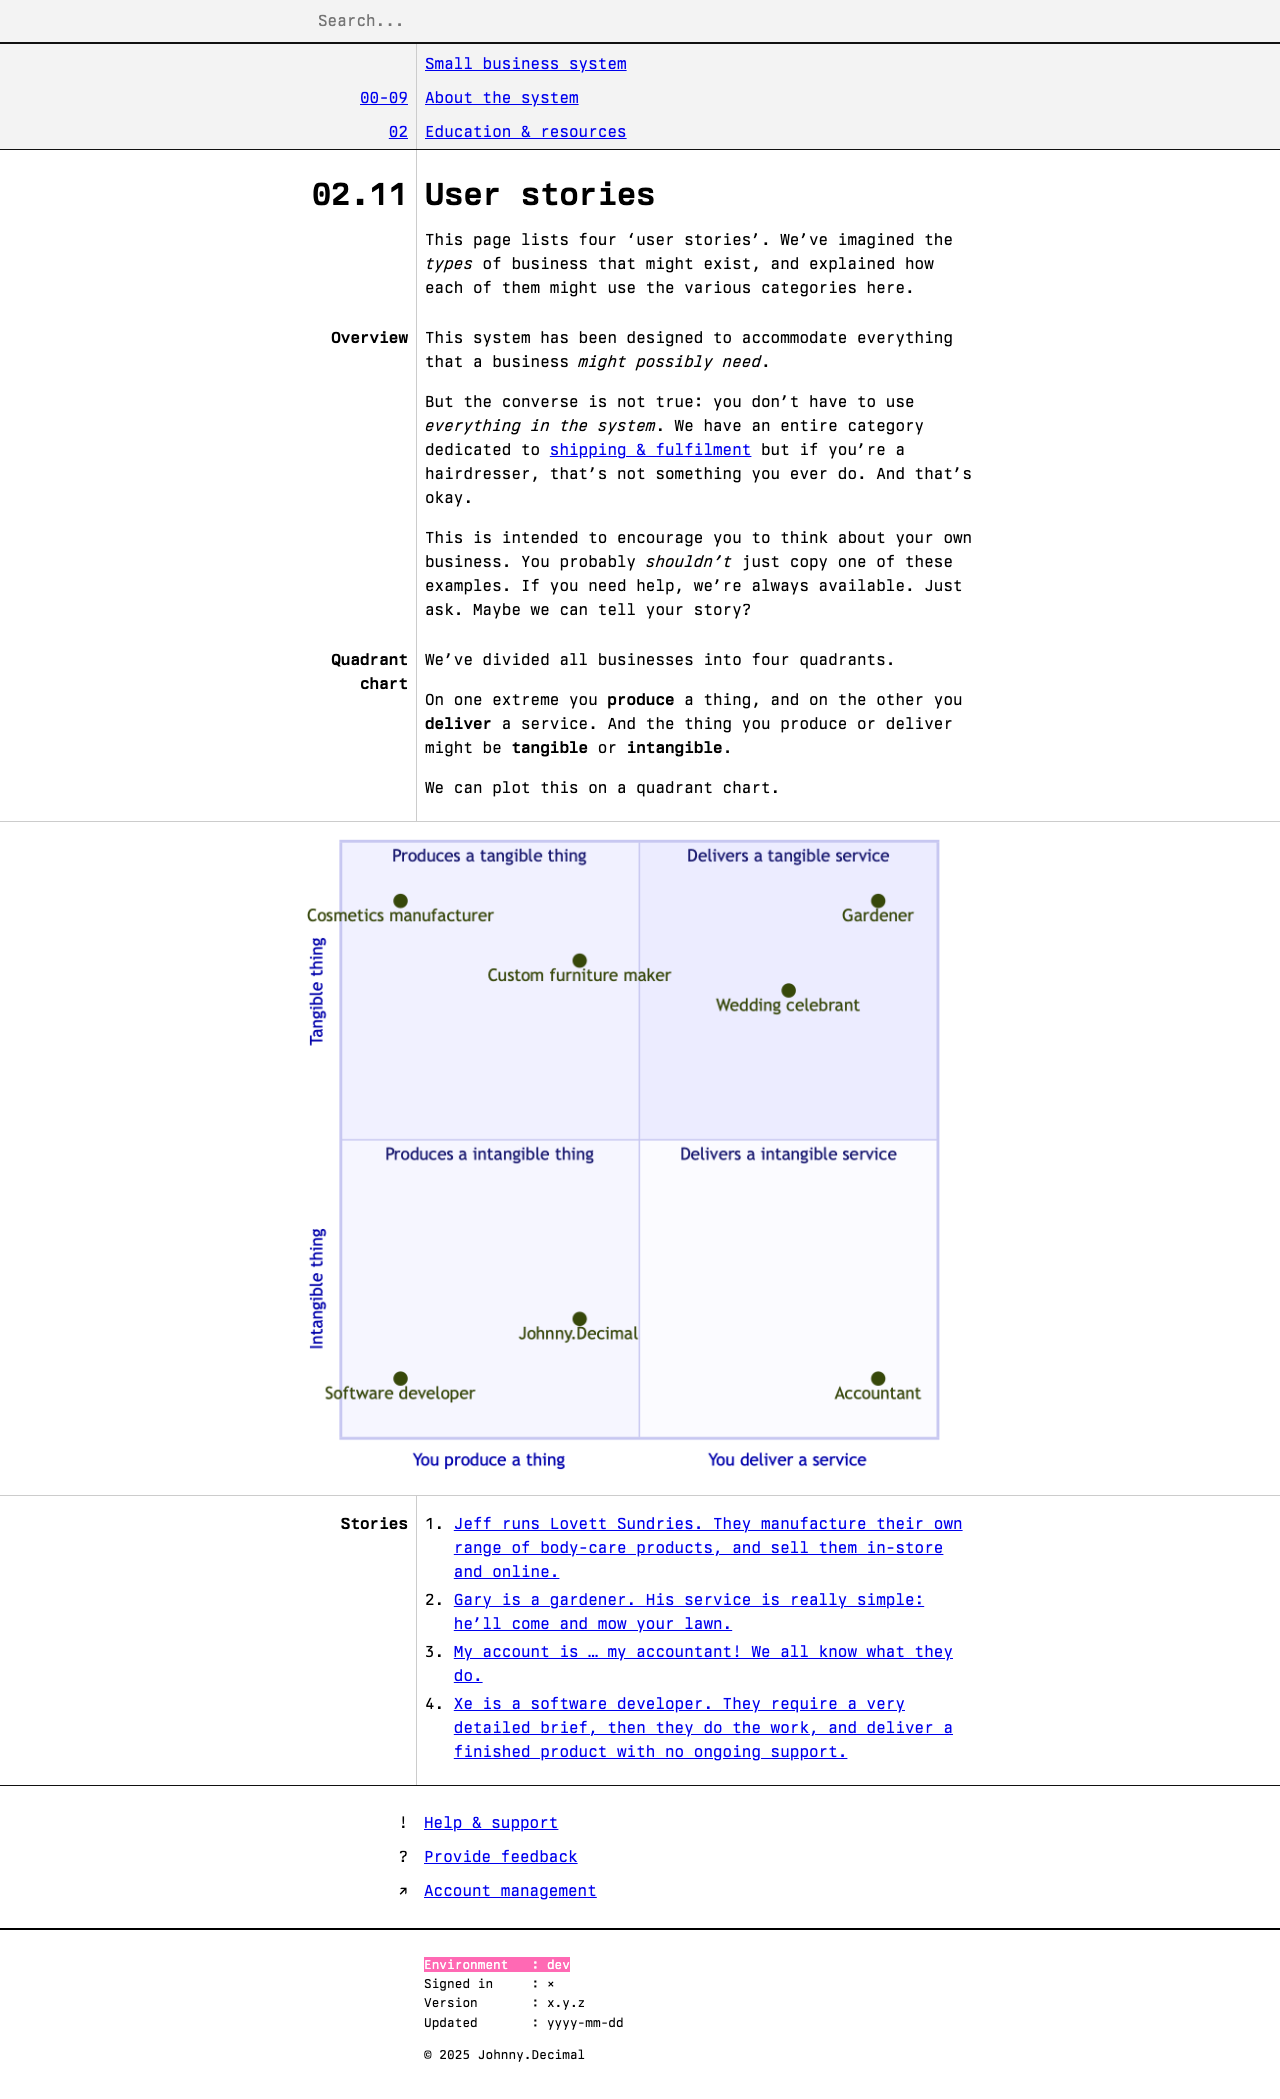 Search...
Small business system
00-09 About the system
02 Education & resources
02.11 User stories
This page lists four ‘user stories’. We’ve imagined the
types of business that might exist, and explained how
each of them might use the various categories here.
Overview This system has been designed to accommodate everything
that a business might possibly need.
But the converse is not true: you don’t have to use
everything in the system. We have an entire category
dedicated to shipping & fulfilment but if you’re a
hairdresser, that’s not something you ever do. And that’s
okay.
This is intended to encourage you to think about your own
business. You probably shouldn’t just copy one of these
examples. If you need help, we’re always available. Just
ask. Maybe we can tell your story?
Quadrant We’ve divided all businesses into four quadrants.
chart
On one extreme you produce a thing, and on the other you
deliver a service. And the thing you produce or deliver
might be tangible or intangible.
We can plot this on a quadrant chart.
Produces a tangible thing Delivers a tangible service
Cosmetics manufacturer Gardener
Tangible thing
Custom furniture maker
Wedding celebrant
Produces a intangible thing Delivers a intangible service
Intangible thing
Johnny.Decimal
Software developer Accountant
You produce a thing You deliver a service
Stories 1. Jeff runs Lovett Sundries. They manufacture their own
range of body-care products, and sell them in-store
and online.
2. Gary is a gardener. His service is really simple:
he’ll come and mow your lawn.
3. My account is … my accountant! We all know what they
do.
4. Xe is a software developer. They require a very
detailed brief, then they do the work, and deliver a
finished product with no ongoing support.
! Help & support
? Provide feedback
↗ Account management
Environment : dev
Signed in : ×
Version : x.y.z
Updated : yyyy-mm-dd
© 2025 Johnny.Decimal